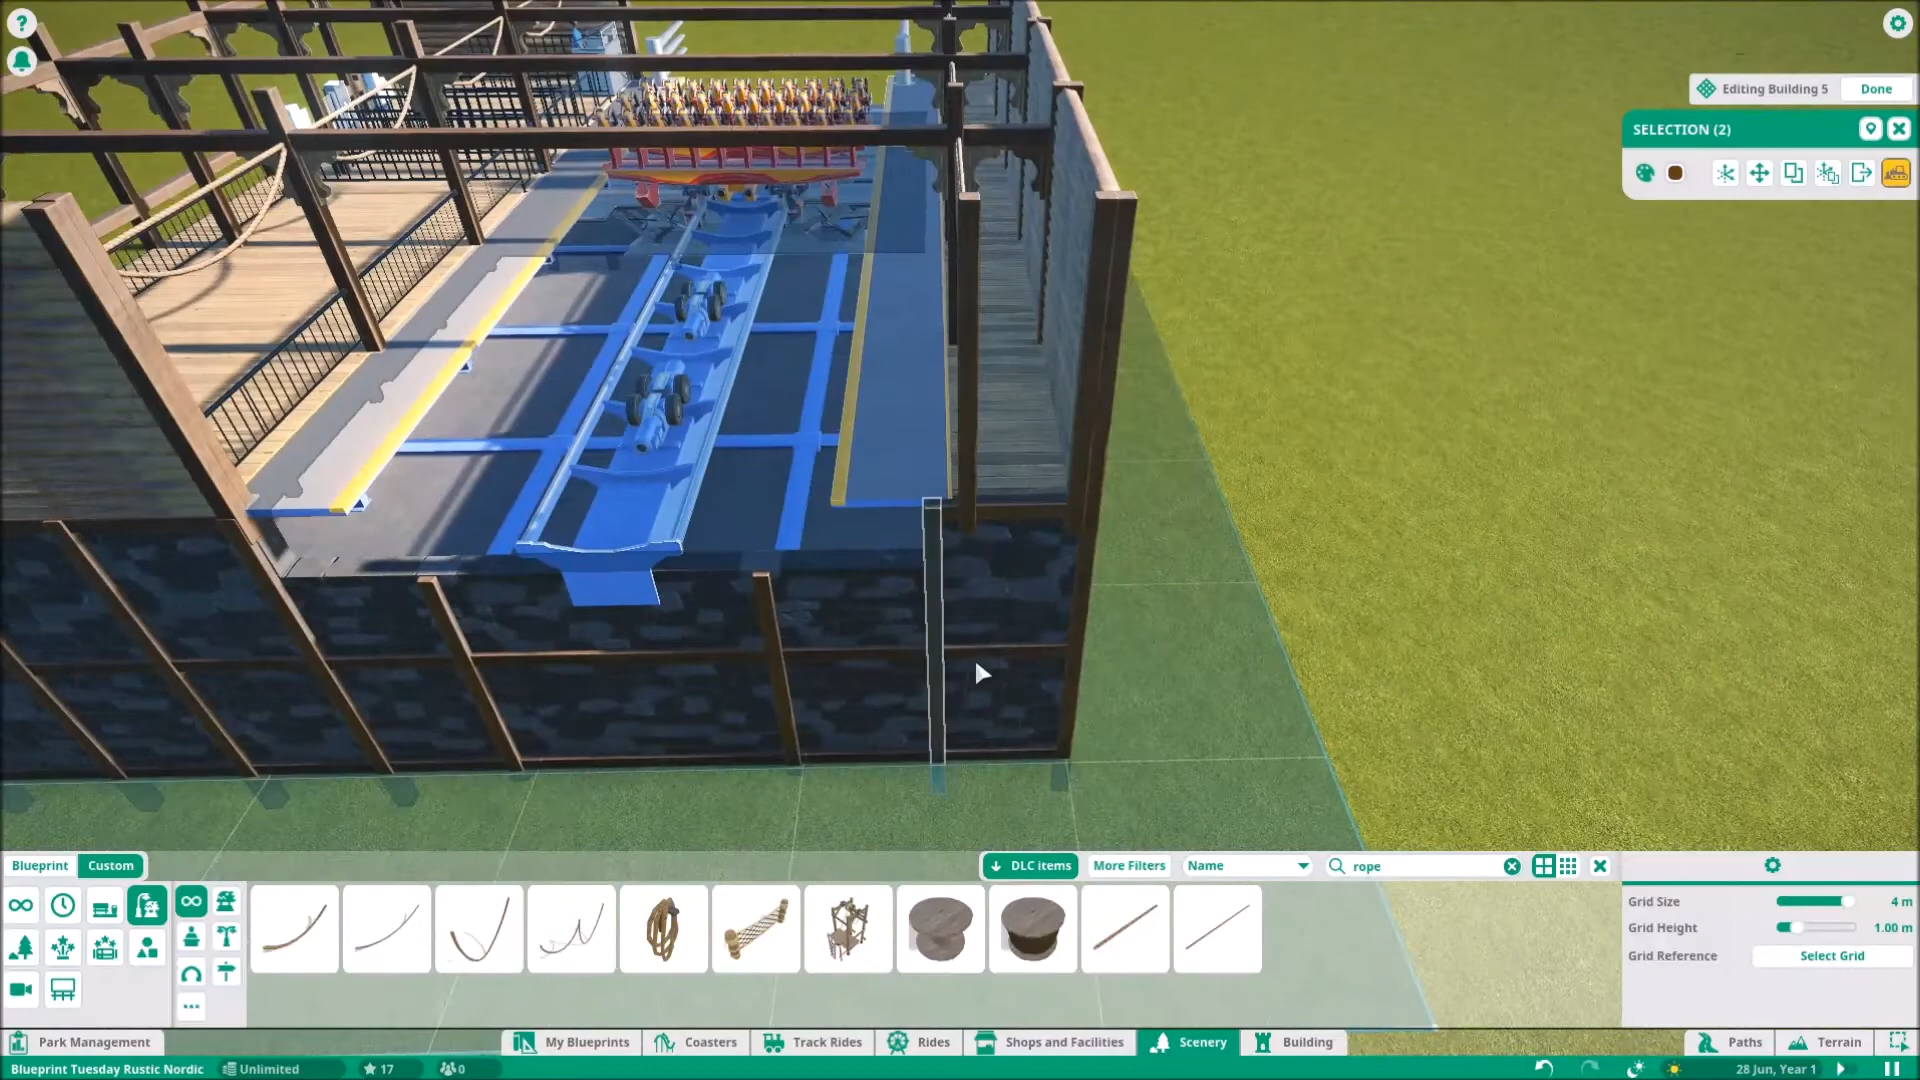 ?
Editing Building 5
Done
SELECTION (2)
Blueprint
Custom
DLC items
More Filters
Name
rope
Grid Size
4 m
Grid Height
1.00 m
Grid Reference
Select Grid
Park Management
My Blueprints
Coasters
Track Rides
Rides
Shops and Facilities
Scenery
Building
Paths
Terrain
Blueprint Tuesday Rustic Nordic
Unlimited
17
0
28 Jun, Year 1